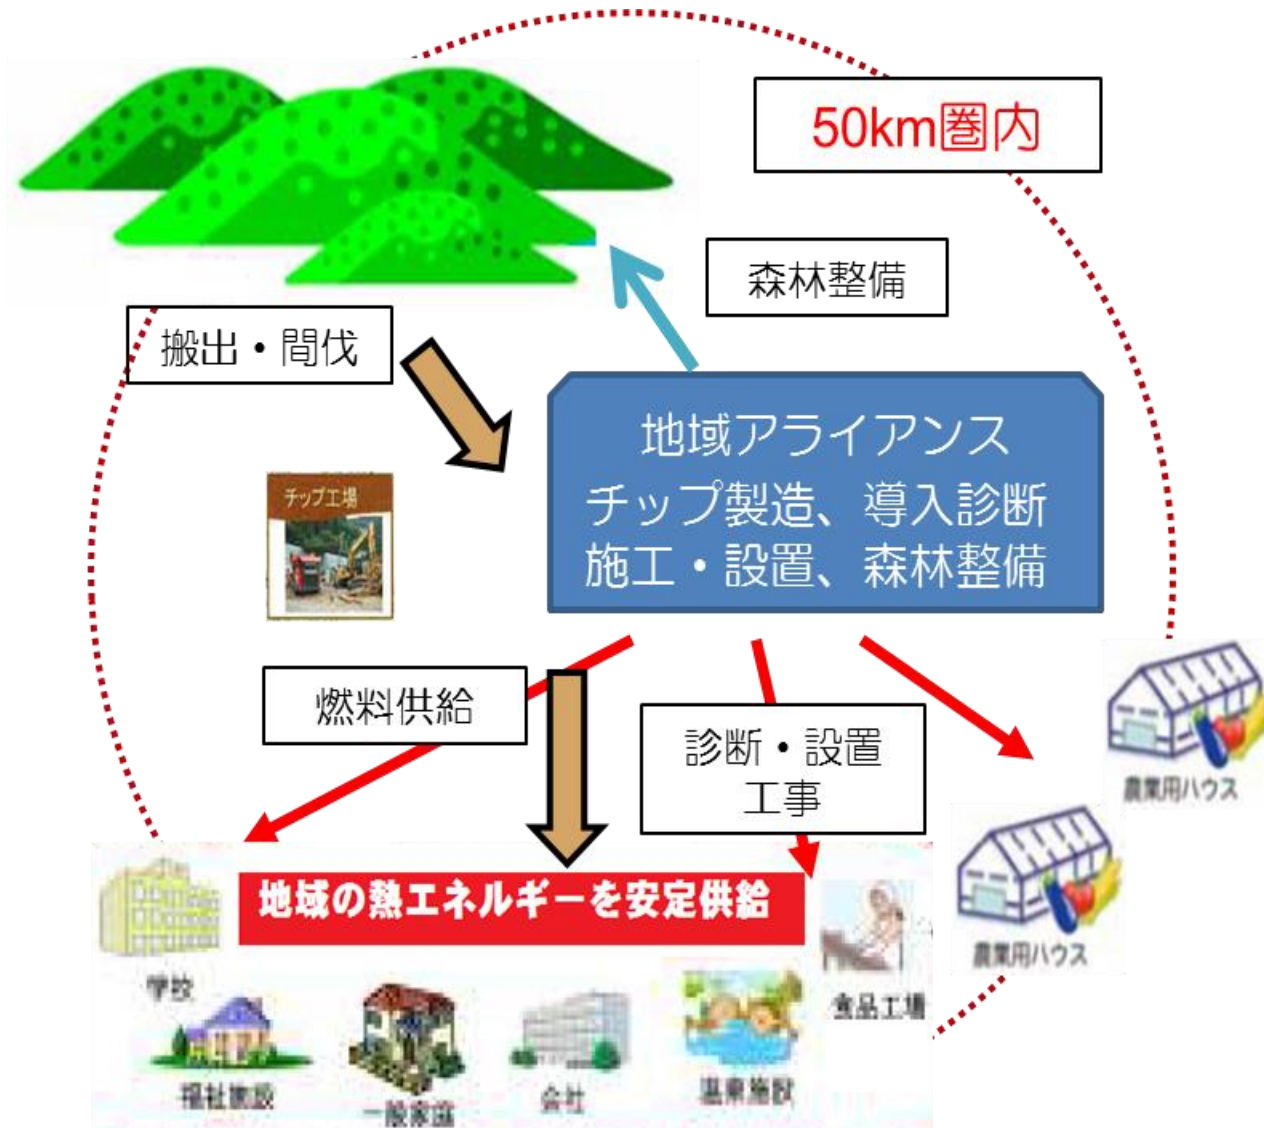 50km圏内
森林整備
搬出・間伐
地域アライアンス
チップ製造、導入診断
施工・設置、森林整備
チップ工場
燃料供給
診断・設置
工事
農業用ハウス
農業用ハウス
地域の熱エネルギーを安定供給
学校
食品工場
福祉施設
一般家庭
会社
温泉施設